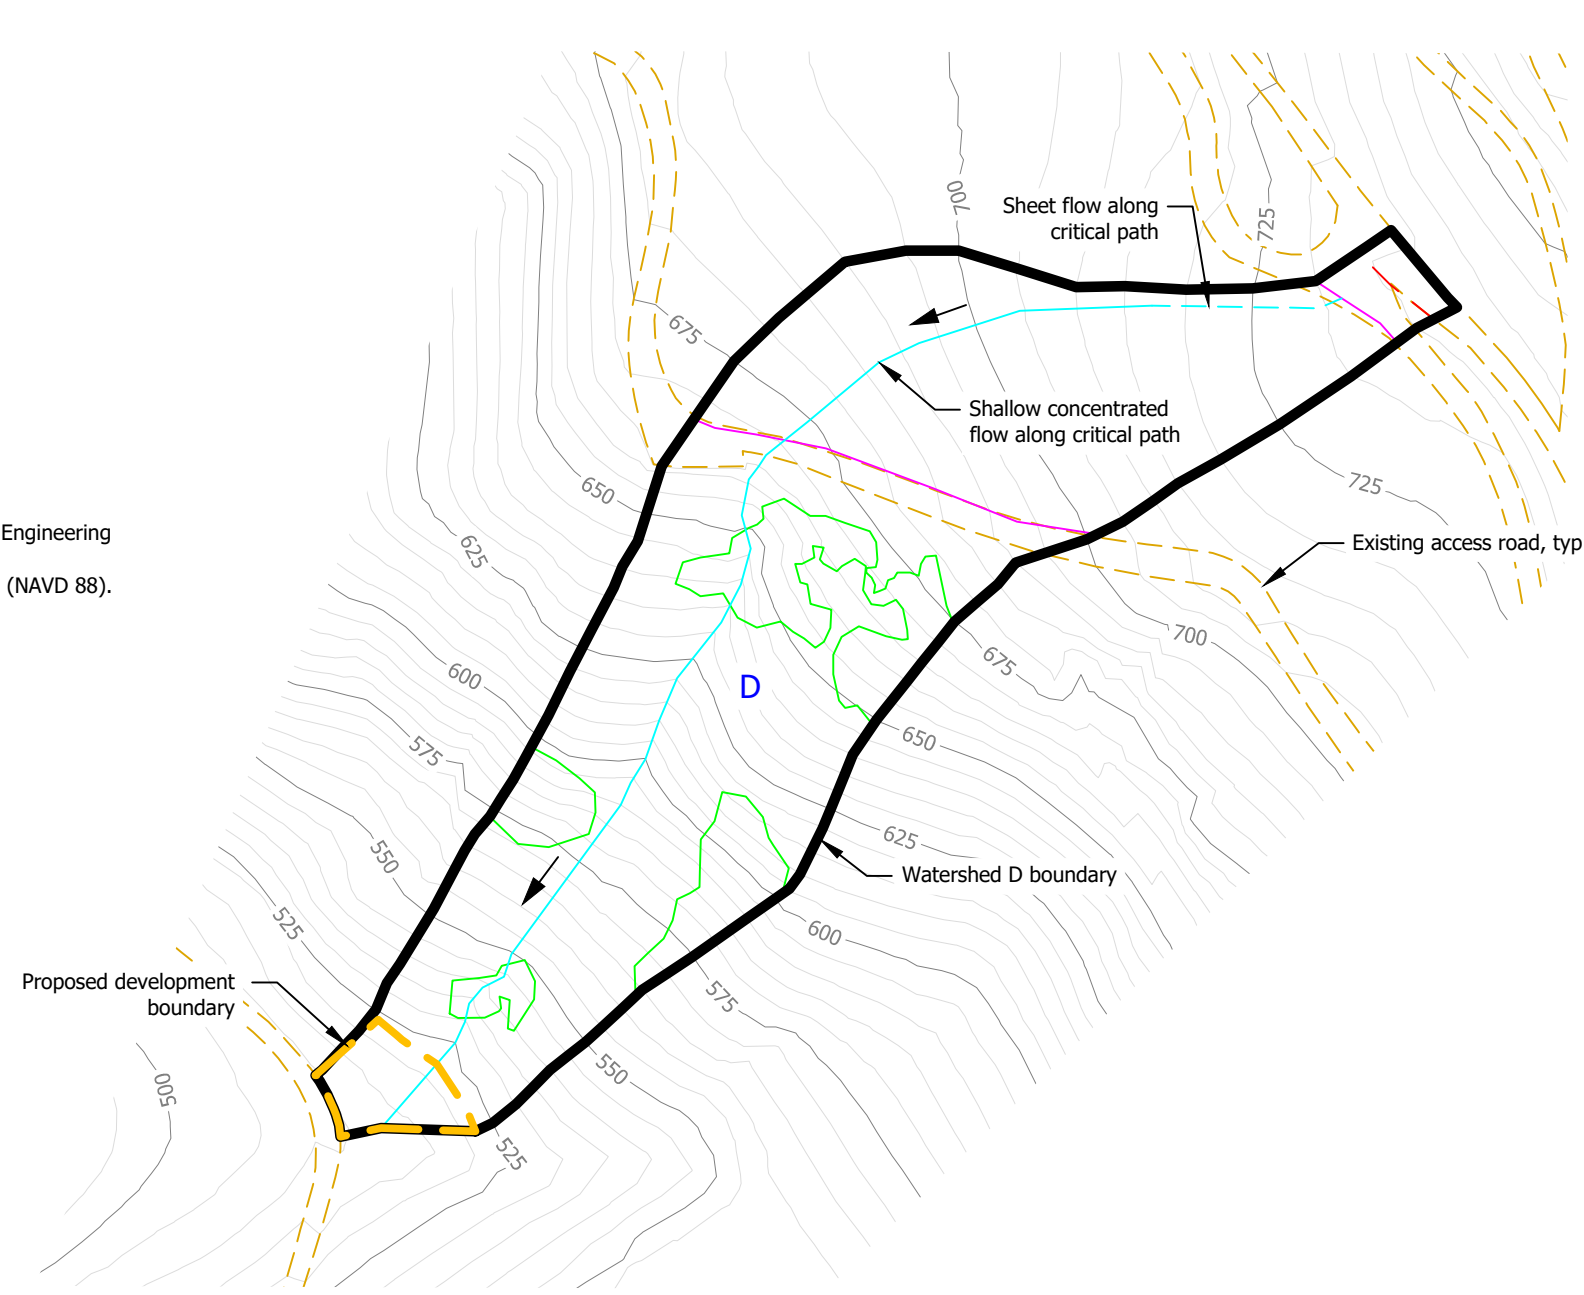 700
Sheet flow along
critical path
725
675
Shallow concentrated
flow along critical path
650
725
Engineering
625
Existing access road, typ
(NAVD 88).
700
675
600
D
650
575
625
550
Watershed D boundary
525
600
Proposed development
boundary
575
550
500
525